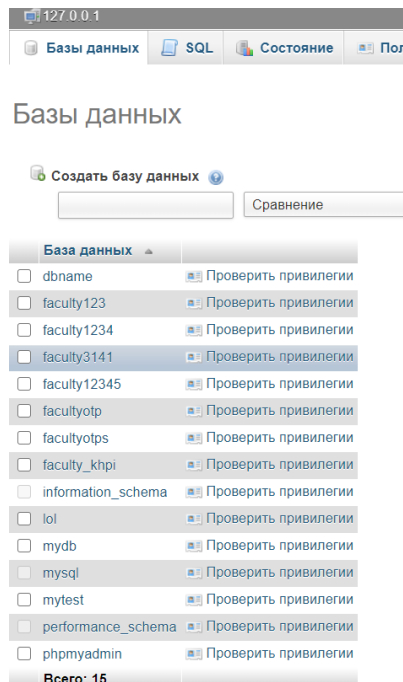 127.0.0.1
Базы данных SQL Состояние Пол
Базы данных
Создать базу данных
Сравнение
База данных
dbname Проверить привилегии
faculty123 Проверить привилегии
faculty1234 Проверить привилегии
faculty3141 Проверить привилегии
faculty12345 Проверить привилегии
facultyotp Проверить привилегии
facultyotps Проверить привилегии
faculty_khpi Проверить привилегии
information_schema Проверить привилегии
lol Проверить привилегии
mydb Проверить привилегии
mysql Проверить привилегии
mytest Проверить привилегии
performance_schema Проверить привилегии
phpmyadmin Проверить привилегии
Всего: 15